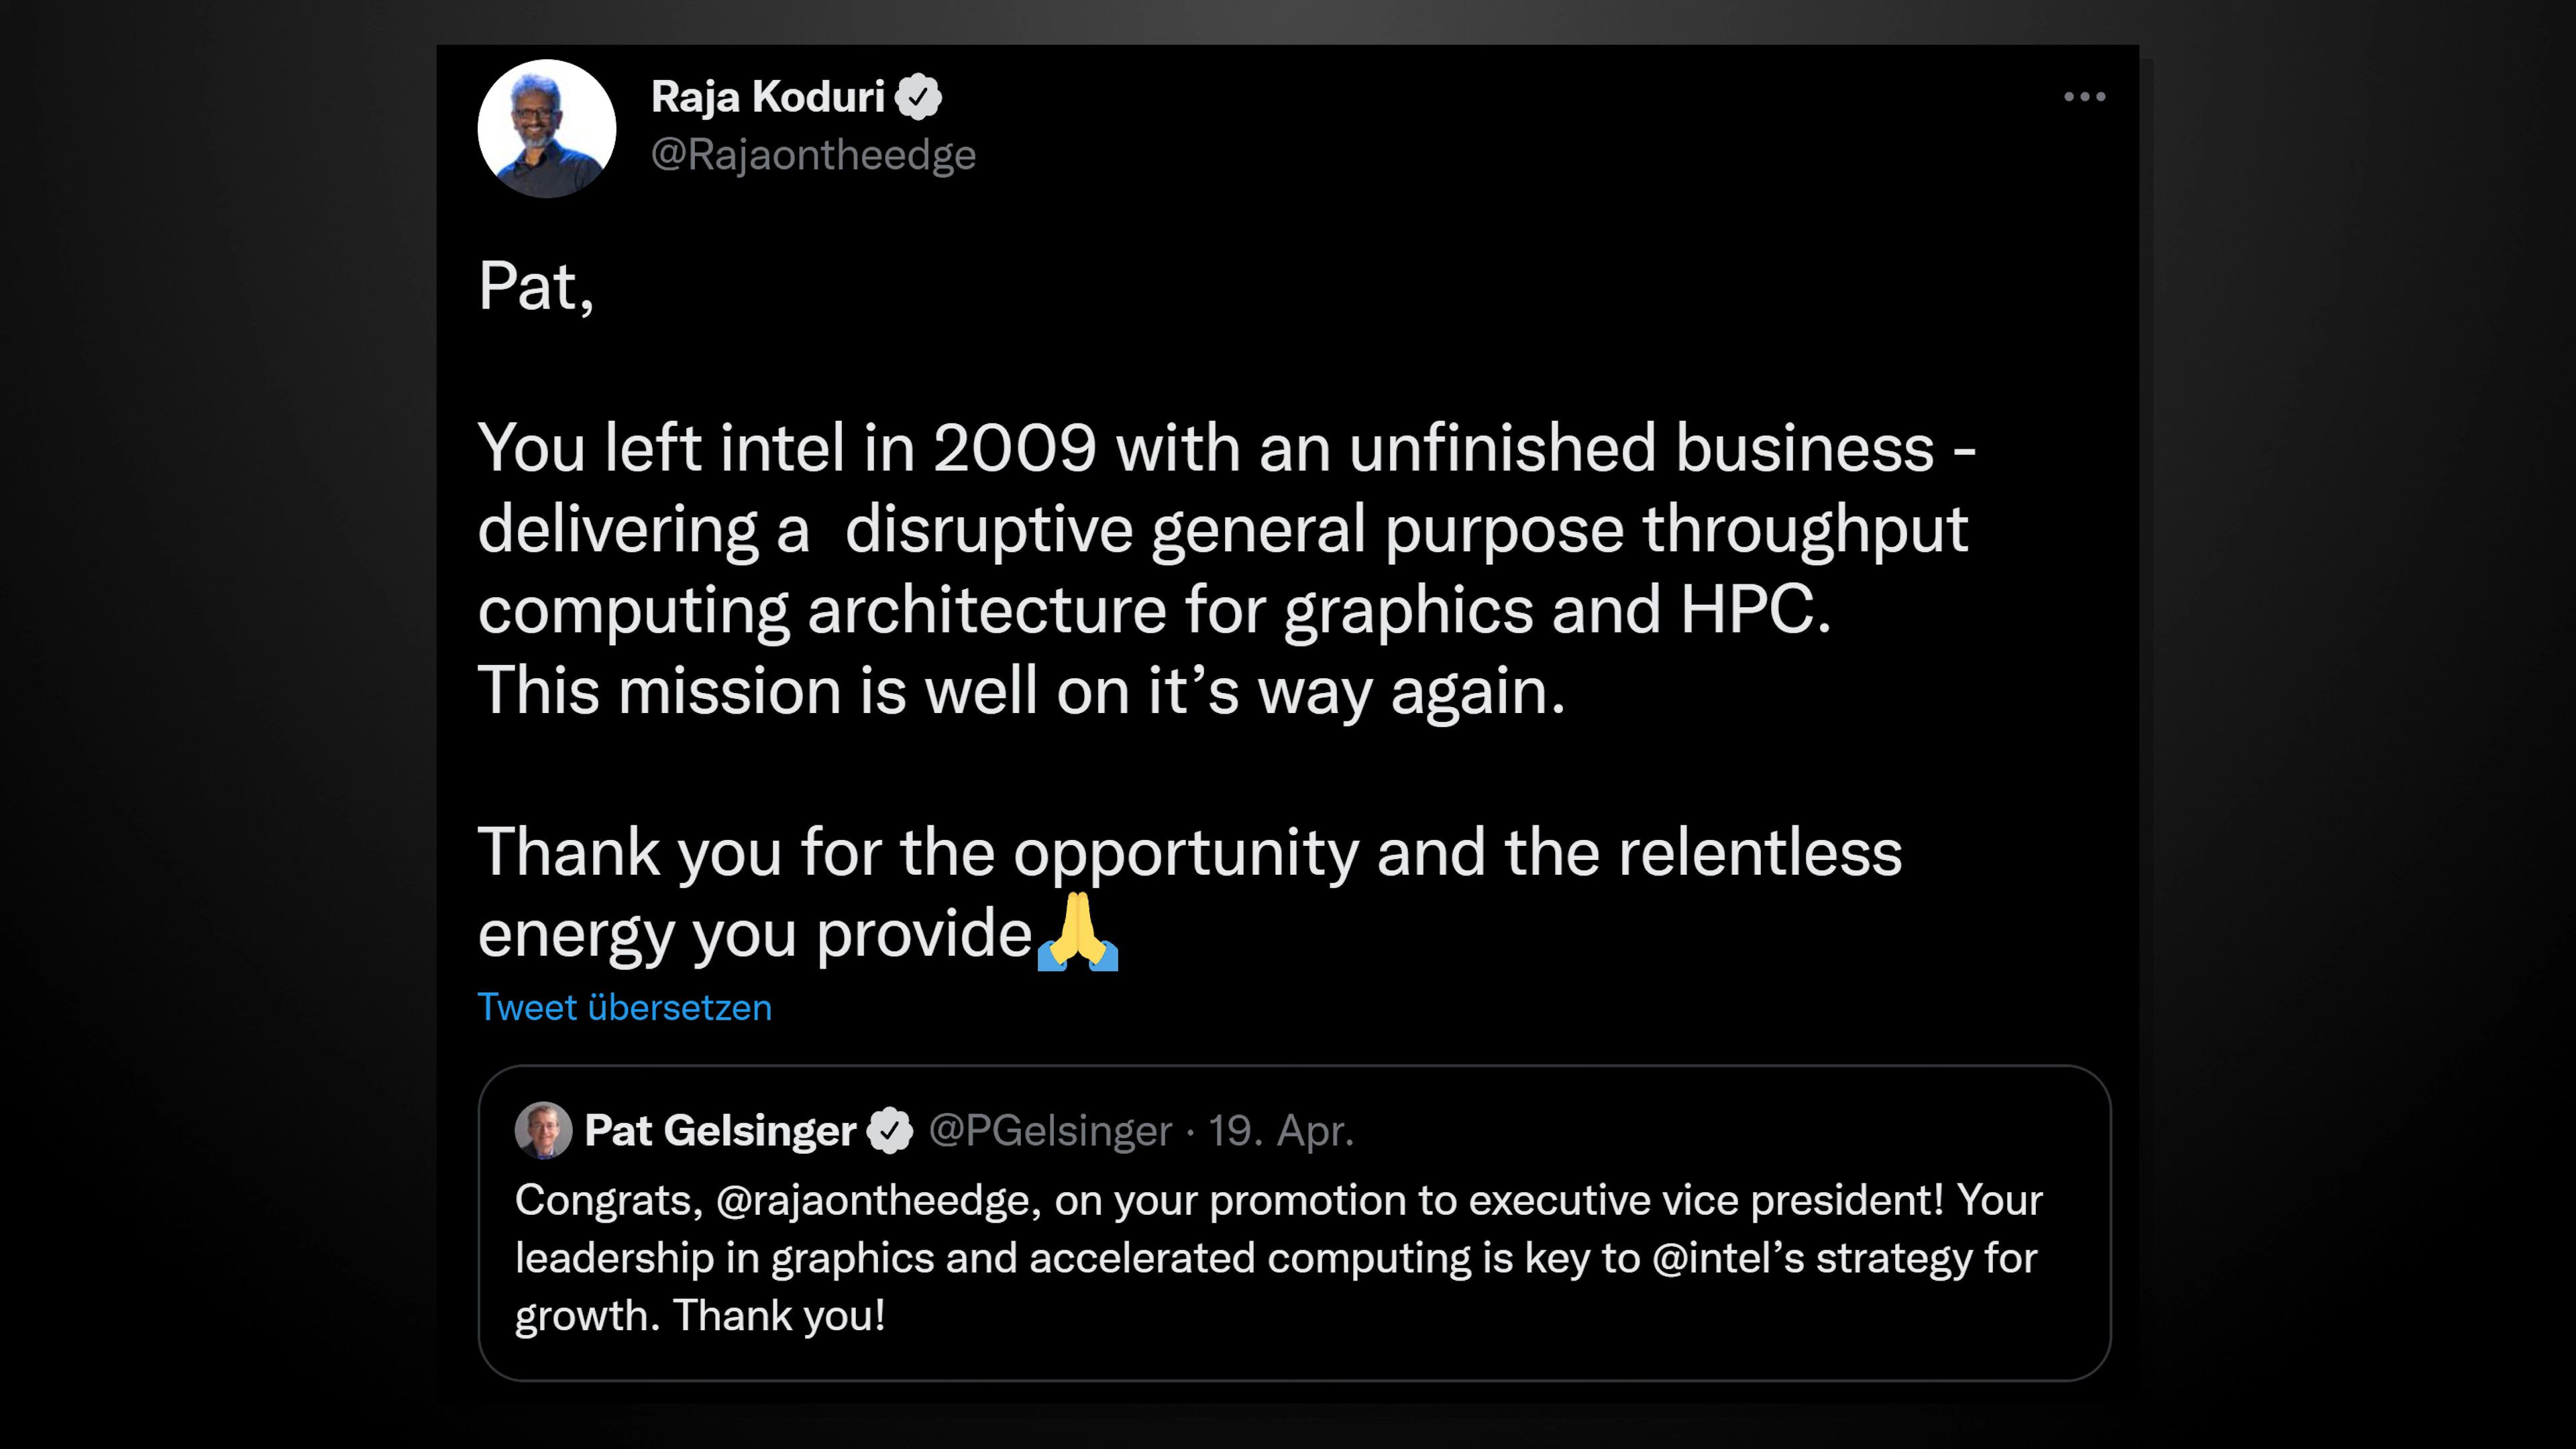 Raja Koduri
@Rajaontheedge
Pat,
You left intel in 2009 with an unfinished business -
delivering a  disruptive general purpose throughput
computing architecture for graphics and HPC.
This mission is well on it’s way again.
Thank you for the opportunity and the relentless
energy you provide🙏
Tweet übersetzen
Pat Gelsinger @PGelsinger · 19. Apr.
Congrats, @rajaontheedge, on your promotion to executive vice president! Your
leadership in graphics and accelerated computing is key to @intel’s strategy for
growth. Thank you!